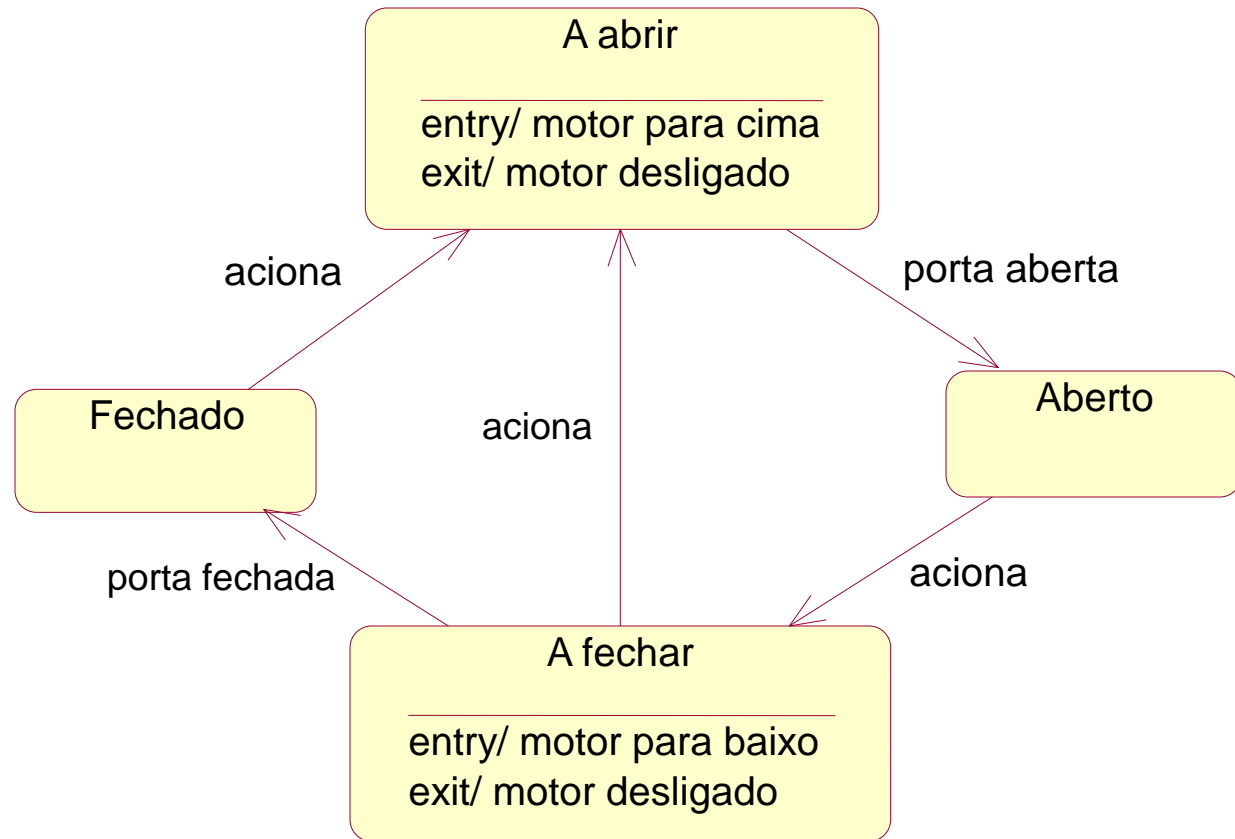 A abrir
entry/ motor para cima
exit/ motor desligado
aciona
porta aberta
Fechado
aciona
Aberto
porta fechada
aciona
A fechar
entry/ motor para baixo
exit/ motor desligado